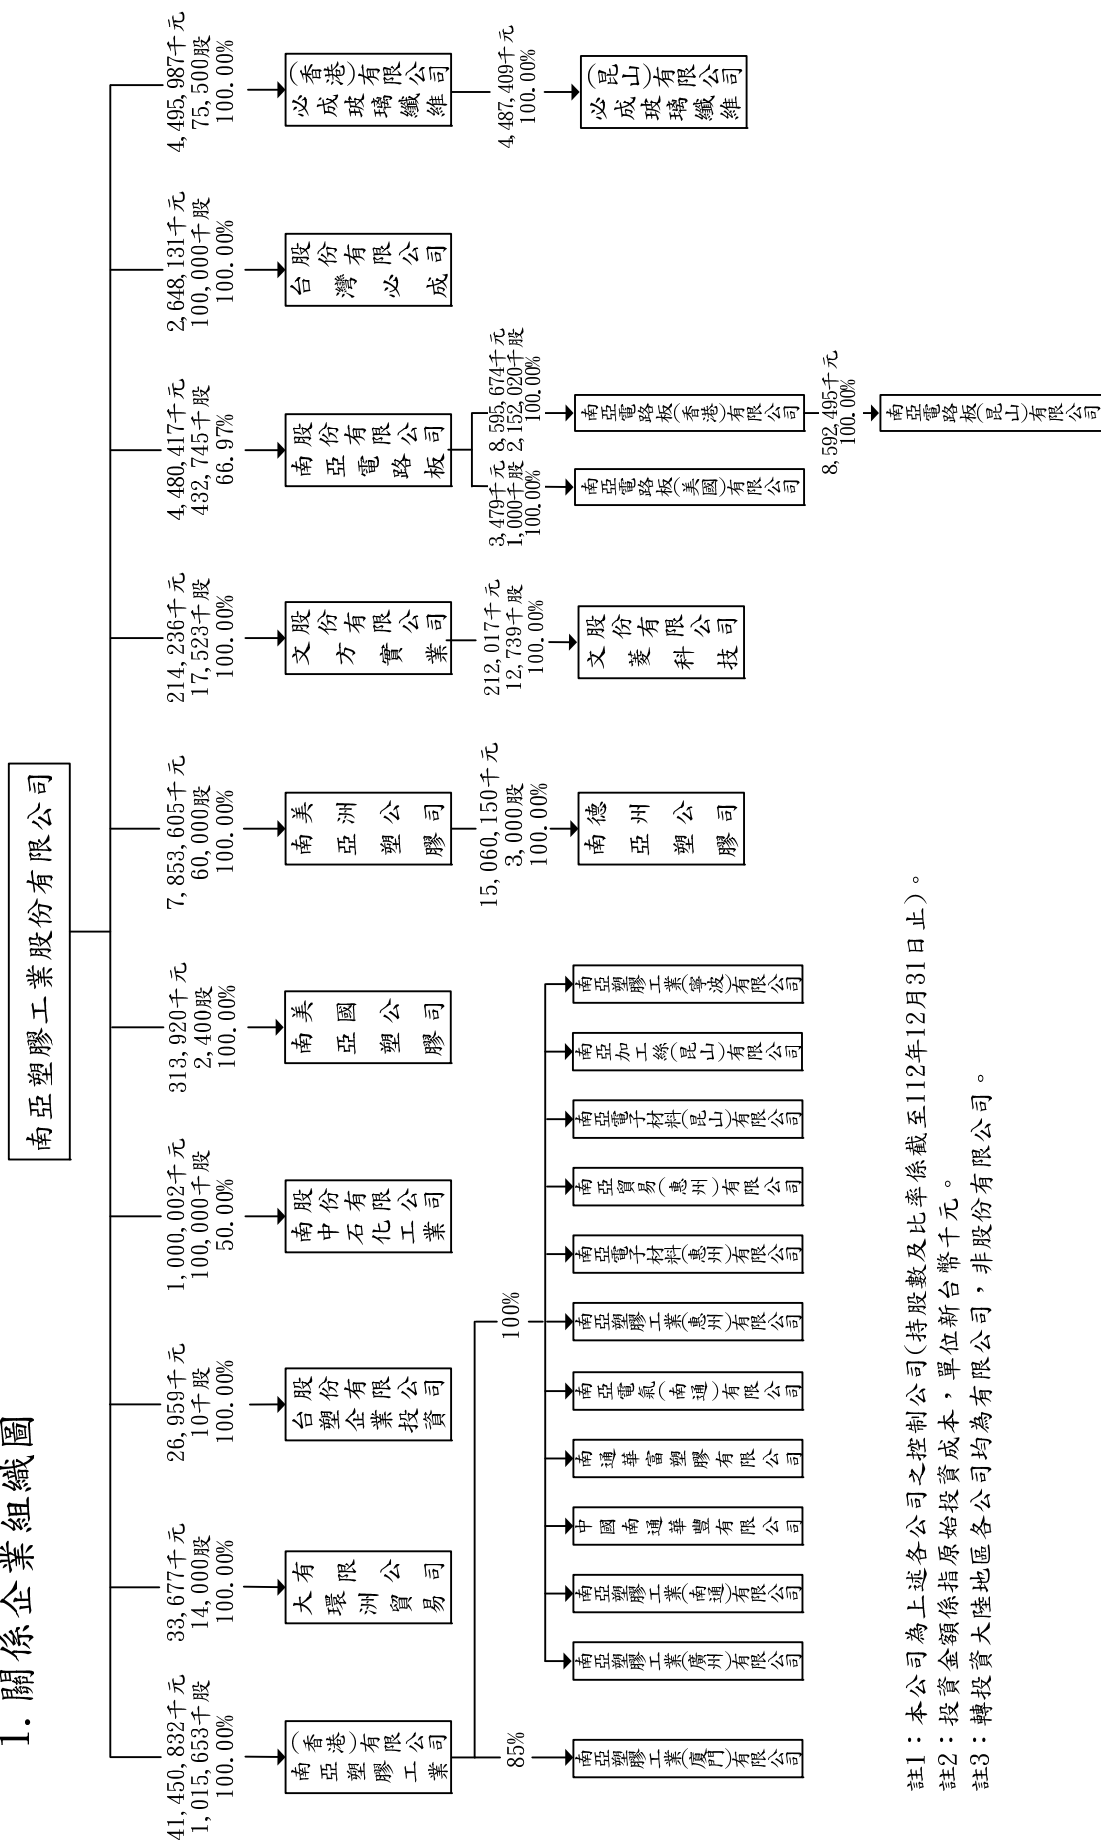 1.關係企業組織圖
南亞塑膠工業股份有限公司
41,450,832千元
1,015,653千股
100.00%
南亞塑膠工業
(香港)有限公司
85%
南亞塑膠工業(厦門)有限公司
100%
南亞塑膠工業(廣州)有限公司
南亞塑膠工業(南通)有限公司
中國南通華豐有限公司
南通華富塑膠有限公司
南亞電氣(南通)有限公司
南亞塑膠工業(惠州)有限公司
南亞電子材料(惠州)有限公司
南亞貿易(惠州)有限公司
南亞電子材料(昆山)有限公司
南亞加工絲(昆山)有限公司
南亞塑膠工業(寧波)有限公司
33,677千元
14,000股
100.00%
大環洲貿易
有限公司
26,959千元
10千股
100.00%
台塑企業投資
股份有限公司
1,000,002千元
100,000千股
50.00%
南中石化工業
股份有限公司
313,920千元
2,400股
100.00%
南亞塑膠
美國公司
7,853,605千元
60,000股
100.00%
南亞塑膠
美洲公司
15,060,150千元
3,000股
100.00%
南亞塑膠
德州公司
214,236千元
17,523千股
100.00%
文方實業
股份有限公司
212,017千元
12,739千股
100.00%
文菱科技
股份有限公司
4,480,417千元
432,745千股
66.97%
南亞電路板
股份有限公司
3,479千元
1,000千股
100.00%
南亞電路板(美國)有限公司
8,595,674千元
2,152,020千股
100.00%
南亞電路板(香港)有限公司
8,592,495千元
100.00%
南亞電路板(昆山)有限公司
2,648,131千元
100,000千股
100.00%
台灣必成
股份有限公司
4,495,987千元
75,500股
100.00%
必成玻璃纖維
(香港)有限公司
4,487,409千元
100.00%
必成玻璃纖維
(昆山)有限公司
註1：本公司為上述各公司之控制公司(持股數及比率係截至112年12月31日止)。
註2：投資金額係指原始投資成本，單位新台幣千元。
註3：轉投資大陸地區各公司均為有限公司，非股份有限公司。